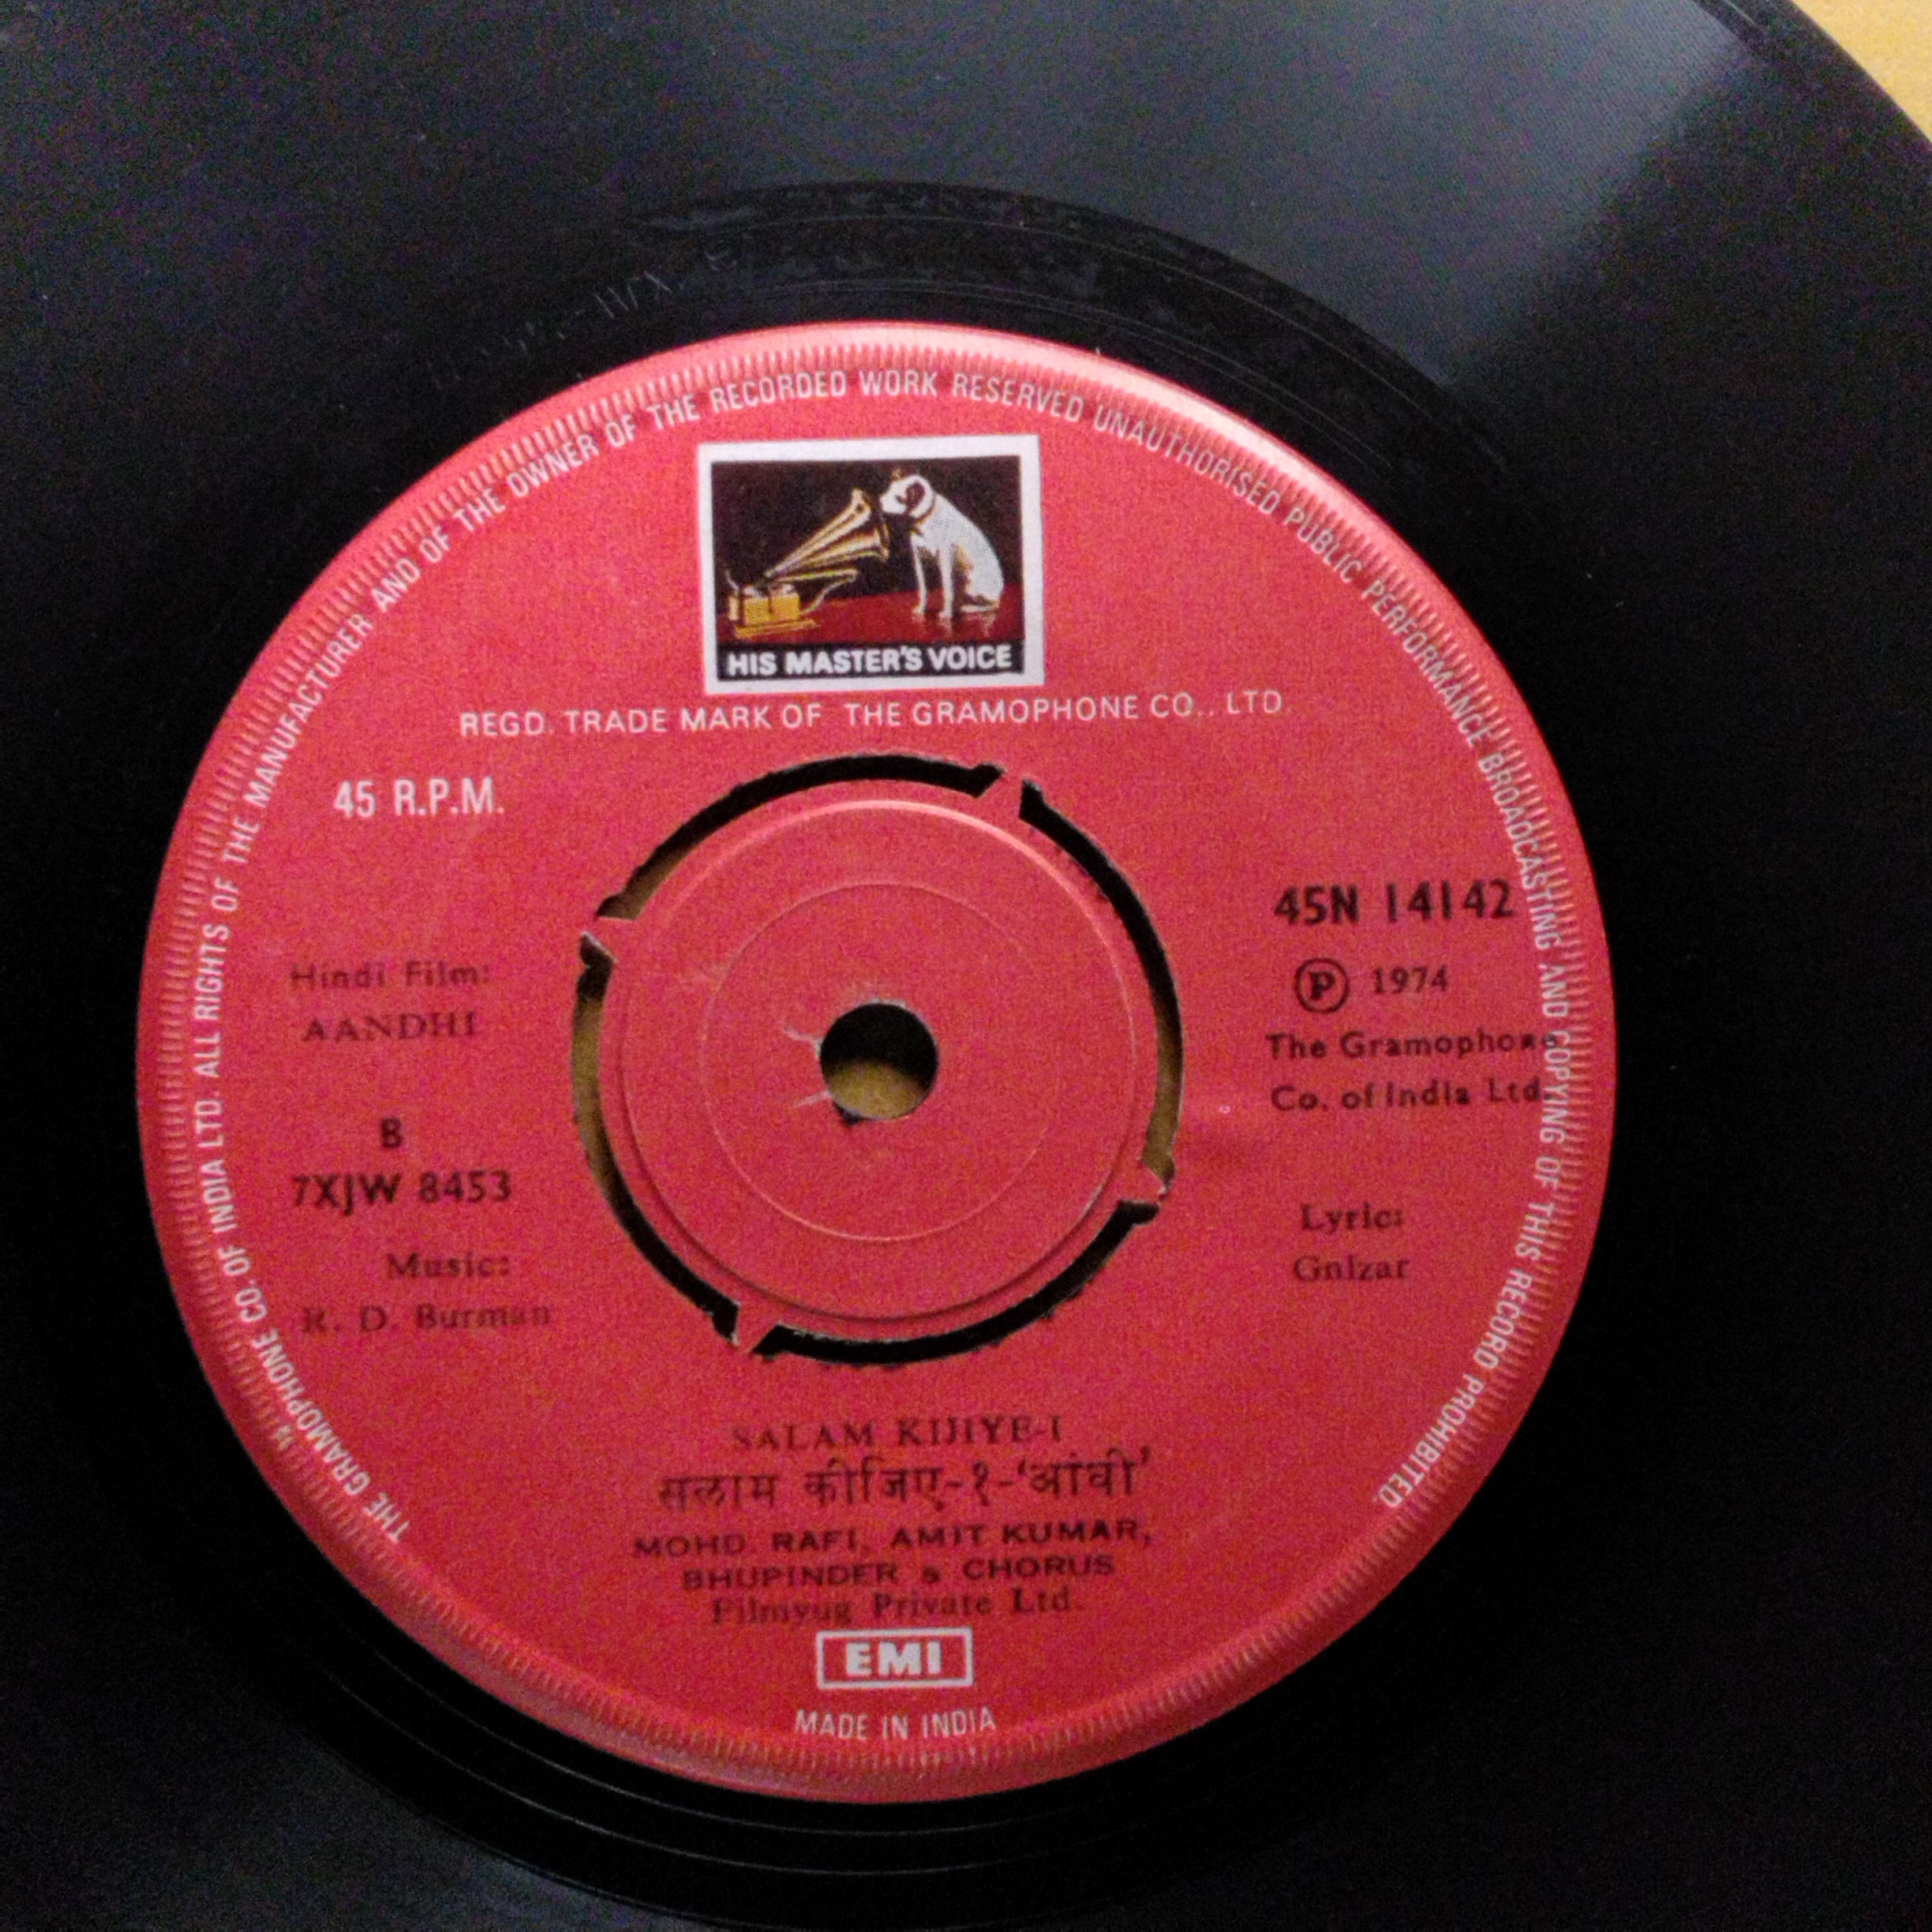 THE GRAMOPHONE CO. OF INDIA LTD. ALL RIGHTS OF THE MANUFACTURER AND OF THE OWNER OF THE RECORDED WORK RESERVED UNAUTHORISED PUBLIC PERFORMANCE BROADCASTING AND COPYING OF THIS RECORD PROHIBITED.
HIS MASTER'S VOICE
REGD. TRADE MARK OF THE GRAMOPHONE CO., LTD.
45 R.P.M.
45N 14142
Ⓟ 1974
The Gramophone
Co. of India Ltd.
Hindi Film:
AANDHI
B
7XJW 8453
Music:
R. D. Burman
Lyric:
Gnlzar
SALAM KIJIYE-I
सलाम कीजिए-१-‘आंधी’
MOHD. RAFI, AMIT KUMAR,
BHUPINDER & CHORUS
Filmyug Private Ltd.
EMI
MADE IN INDIA